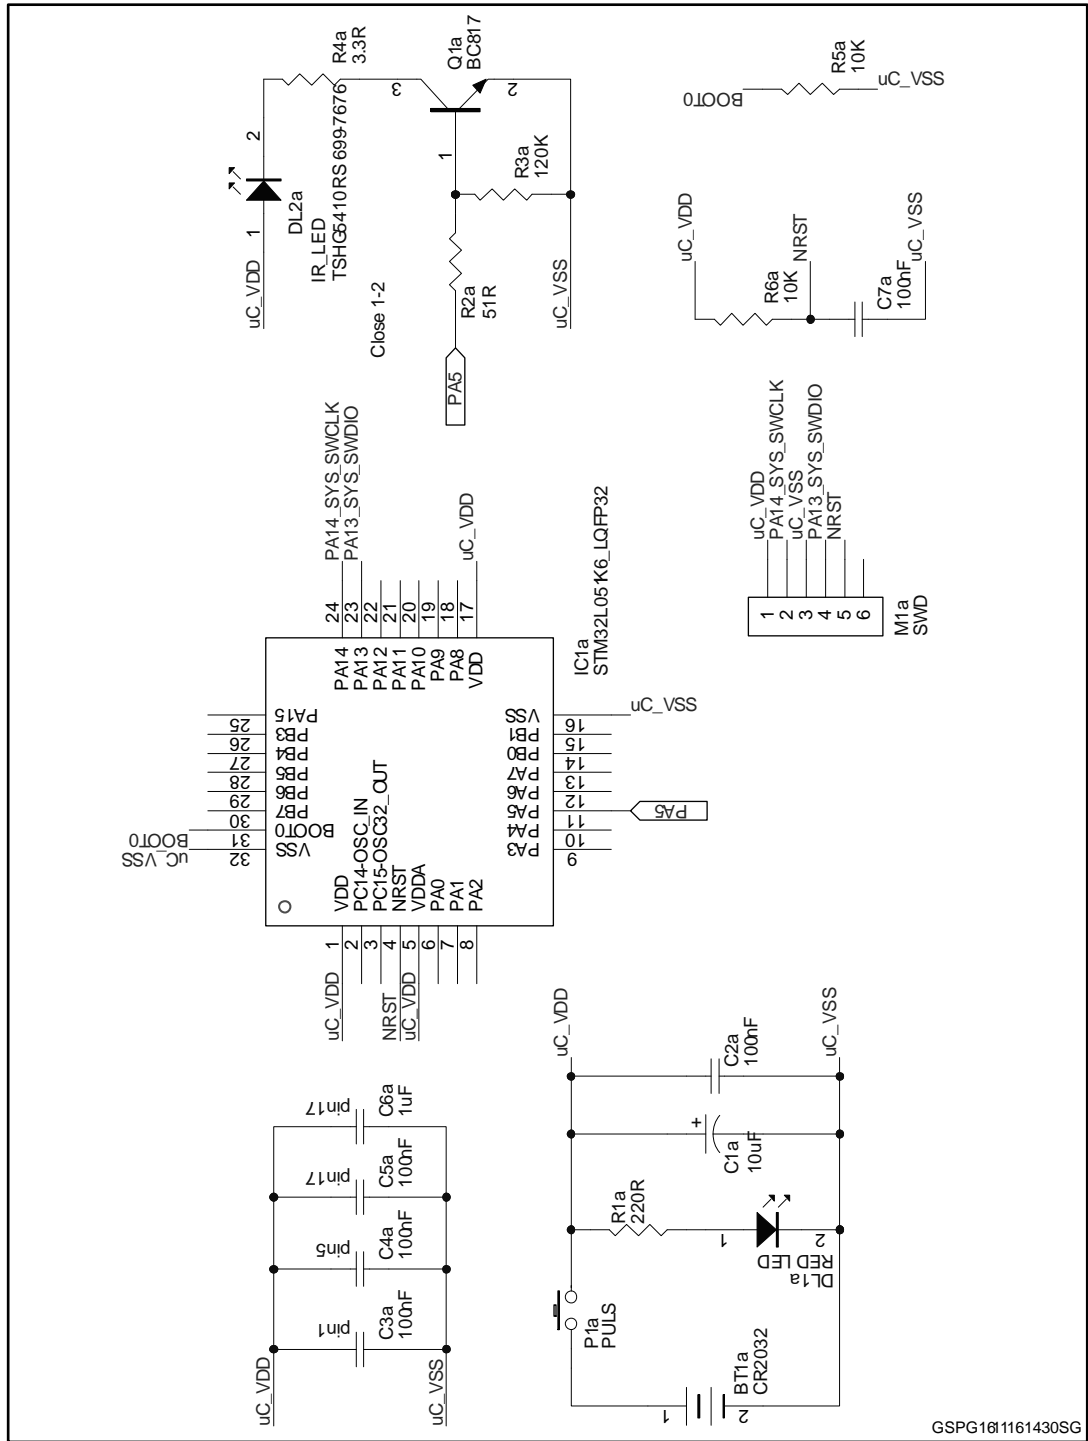 R4a
3.3R
Q1a
BC817
3
2
1
2
1
DL2a
IR_LED
TSHG5410RS 699-7676
uC_VDD
R3a
120K
R2a
51R
uC_VSS
Close 1-2
PA5
BOOT0
R5a
10K
uC_VSS
uC_VDD
NRST
uC_VSS
R6a
10K
C7a
100nF
uC_VDD
PA14_SYS_SWCLK
uC_VSS
PA13_SYS_SWDIO
NRST
1
2
3
4
5
6
M1a
SWD
PA14_SYS_SWCLK
PA13_SYS_SWDIO
uC_VDD
24
23
22
21
20
19
18
17
PA14
PA13
PA12
PA11
PA10
PA9
PA8
VDD
IC1a
STM32L051K6_LQFP32
25
26
27
28
29
30
31
32
PA15
PB3
PB4
PB5
PB6
PB7
BOOT0
VSS
BOOT0
uC_VSS
VSS
PB1
PB0
PA7
PA6
PA5
PA4
PA3
16
15
14
13
12
11
10
9
uC_VSS
PA5
VDD
PC14-OSC_IN
PC15-OSC32_OUT
NRST
VDDA
PA0
PA1
PA2
1
2
3
4
5
6
7
8
uC_VDD
NRST
uC_VDD
pin17
C6a
1uF
pin17
C5a
100nF
pin5
C4a
100nF
pin1
C3a
100nF
uC_VDD
uC_VSS
uC_VDD
uC_VSS
C2a
100nF
+
C1a
10uF
R1a
220R
1
2
DL1a
RED LED
P1a
PULS
1
2
BT1a
CR2032
GSPG1611161430SG